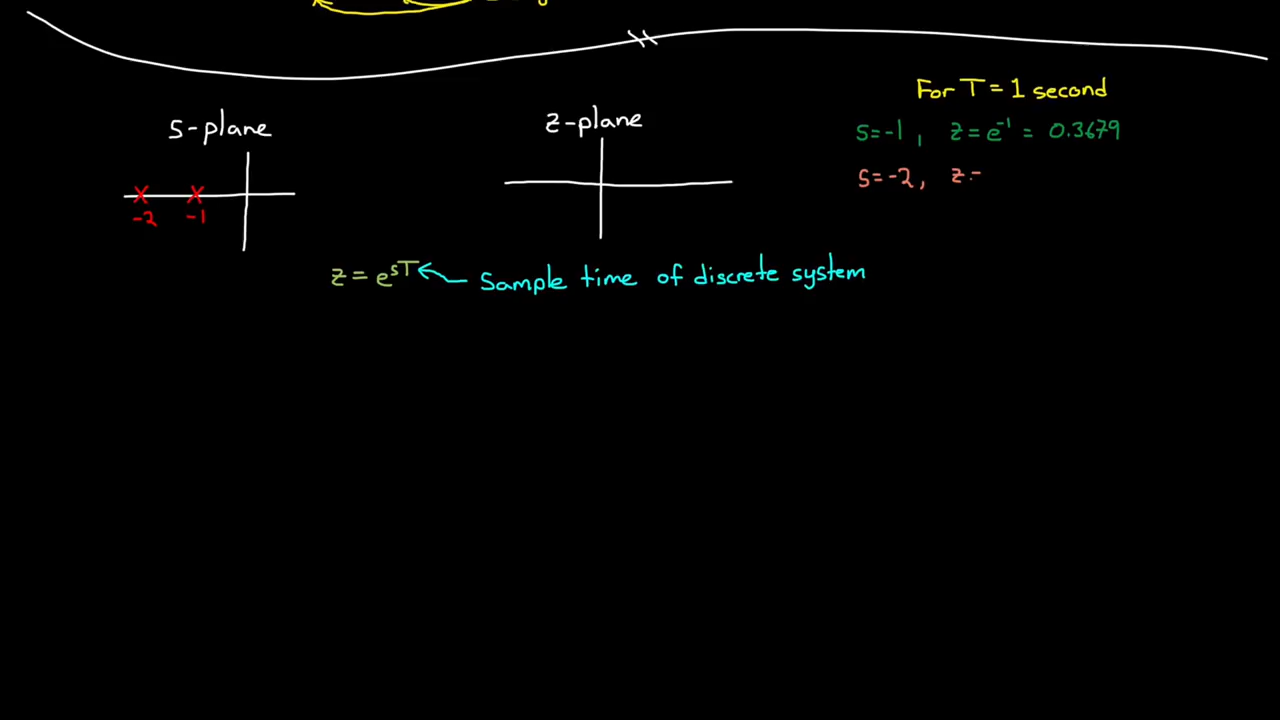 For T = 1 second
s-plane
z-plane
s=-1, z = e^-1 = 0.3679
s=-2, z -
-2 -1
z = e^sT
Sample time of discrete system